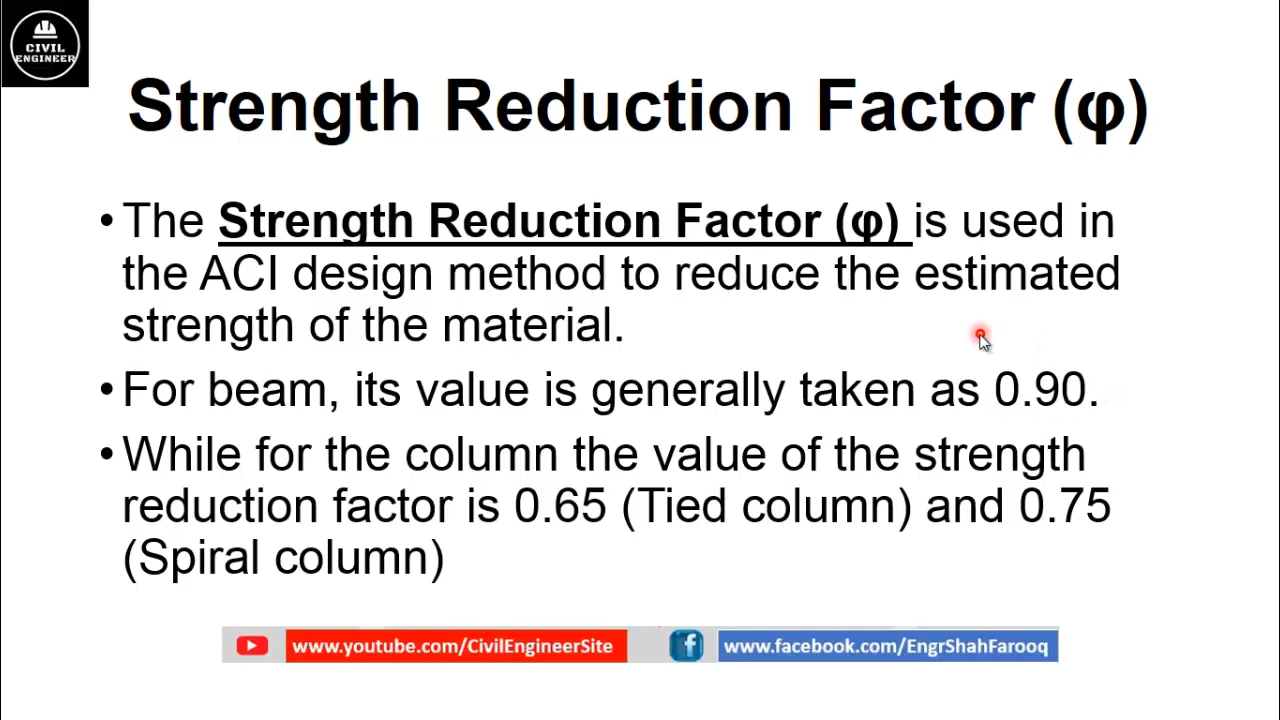 CIVIL
ENGINEER
Strength Reduction Factor (φ)
•The Strength Reduction Factor (φ) is used in
the ACI design method to reduce the estimated
strength of the material.
•For beam, its value is generally taken as 0.90.
•While for the column the value of the strength
reduction factor is 0.65 (Tied column) and 0.75
(Spiral column)
www.youtube.com/CivilEngineerSite
www.facebook.com/EngrShahFarooq